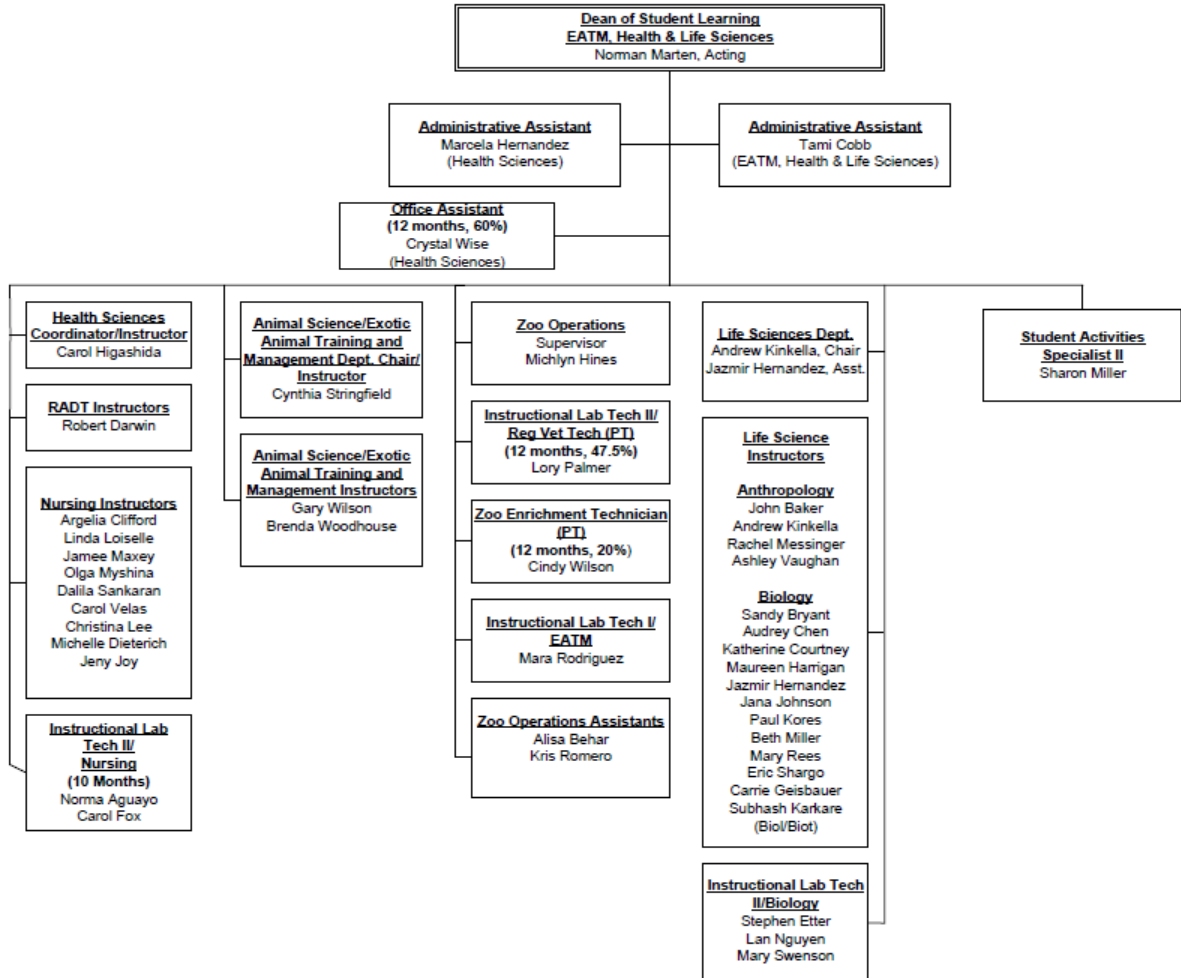 Dean of Student Learning
EATM, Health & Life Sciences
Norman Marten, Acting
Administrative Assistant
Marcela Hernandez
(Health Sciences)
Administrative Assistant
Tami Cobb
(EATM, Health & Life Sciences)
Office Assistant
(12 months, 60%)
Crystal Wise
(Health Sciences)
Health Sciences
Coordinator/Instructor
Carol Higashida
RADT Instructors
Robert Darwin
Nursing Instructors
Argelia Clifford
Linda Loiselle
Jamee Maxey
Olga Myshina
Dalila Sankaran
Carol Velas
Christina Lee
Michelle Dieterich
Jeny Joy
Instructional Lab
Tech II/
Nursing
(10 Months)
Norma Aguayo
Carol Fox
Animal Science/Exotic
Animal Training and
Management Dept. Chair/
Instructor
Cynthia Stringfield
Animal Science/Exotic
Animal Training and
Management Instructors
Gary Wilson
Brenda Woodhouse
Zoo Operations
Supervisor
Michlyn Hines
Instructional Lab Tech II/
Reg Vet Tech (PT)
(12 months, 47.5%)
Lory Palmer
Zoo Enrichment Technician
(PT)
(12 months, 20%)
Cindy Wilson
Instructional Lab Tech I/
EATM
Mara Rodriguez
Zoo Operations Assistants
Alisa Behar
Kris Romero
Life Sciences Dept.
Andrew Kinkella, Chair
Jazmir Hernandez, Asst.
Life Science
Instructors
Anthropology
John Baker
Andrew Kinkella
Rachel Messinger
Ashley Vaughan
Biology
Sandy Bryant
Audrey Chen
Katherine Courtney
Maureen Harrigan
Jazmir Hernandez
Jana Johnson
Paul Kores
Beth Miller
Mary Rees
Eric Shargo
Carrie Geisbauer
Subhash Karkare
(Biol/Biot)
Instructional Lab Tech
II/Biology
Stephen Etter
Lan Nguyen
Mary Swenson
Student Activities
Specialist II
Sharon Miller